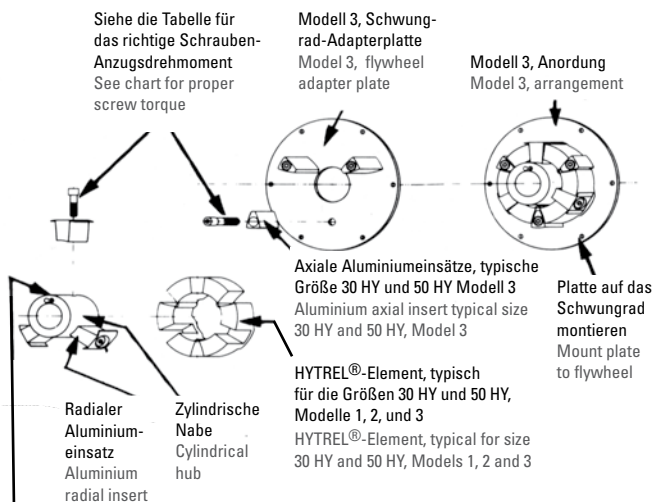 Siehe die Tabelle für
das richtige Schrauben-
Anzugsdrehmoment
See chart for proper
screw torque
Modell 3, Schwung-
rad-Adapterplatte
Model 3, flywheel
adapter plate
Modell 3, Anordung
Model 3, arrangement
Axiale Aluminiumeinsätze, typische
Größe 30 HY und 50 HY Modell 3
Aluminium axial insert typical size
30 HY and 50 HY, Model 3
Platte auf das
Schwungrad
montieren
Mount plate
to flywheel
HYTREL®-Element, typisch
für die Größen 30 HY und 50 HY,
Modelle 1, 2, und 3
HYTREL®-Element, typical for size
30 HY and 50 HY, Models 1, 2 and 3
Radialer
Aluminium-
einsatz
Aluminium
radial insert
Zylindrische
Nabe
Cylindrical
hub